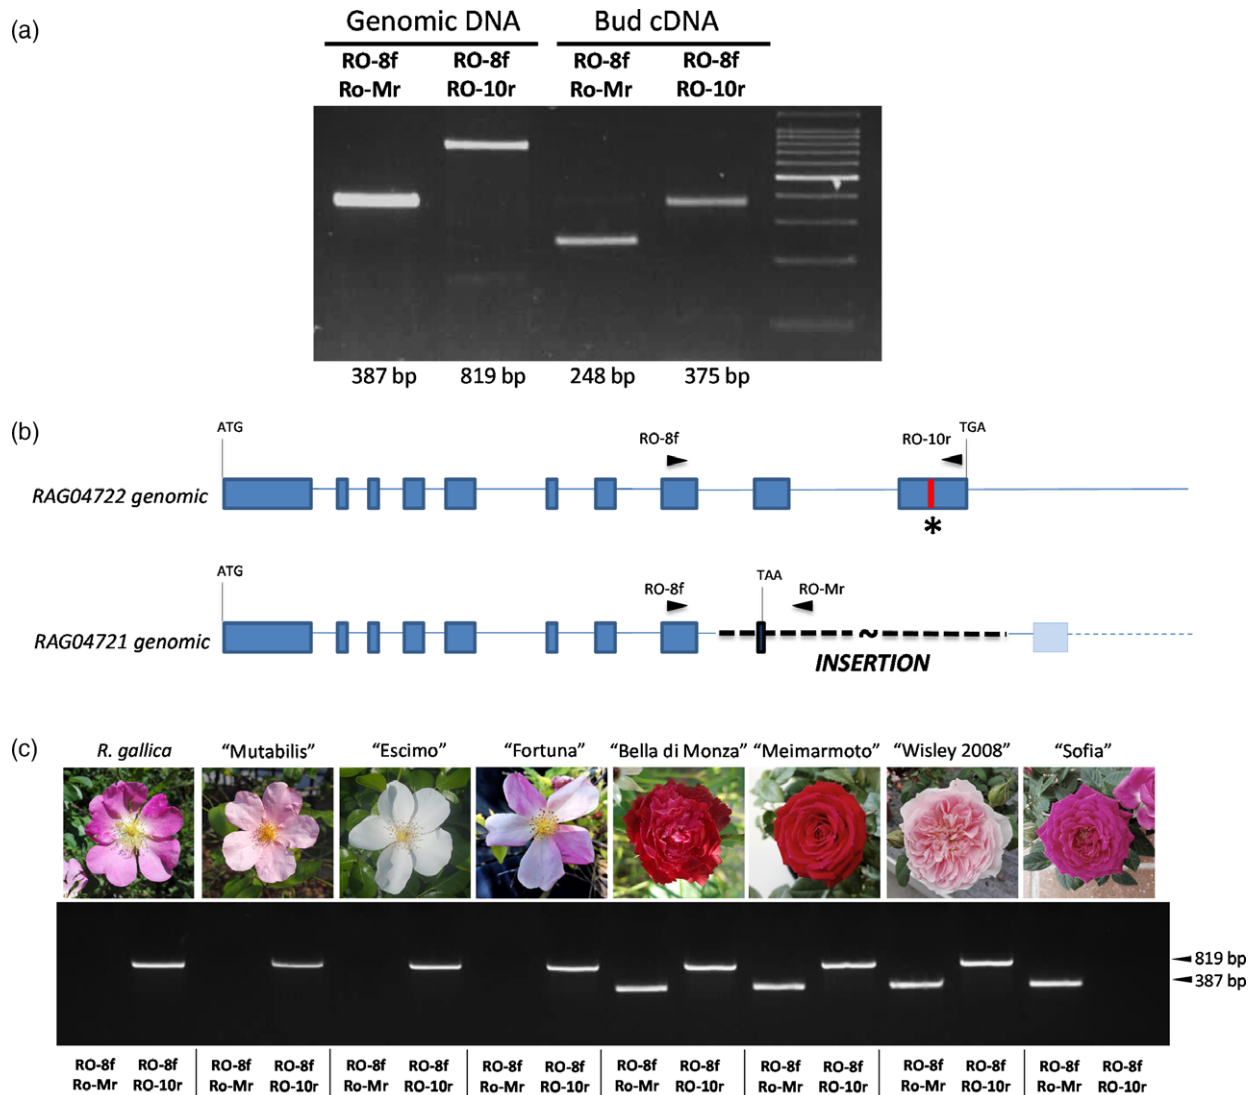 (a)
Genomic DNA Bud cDNA
RO-8f RO-8f RO-8f RO-8f
Ro-Mr RO-10r Ro-Mr RO-10r
387 bp 819 bp 248 bp 375 bp
(b)
ATG RO-8f RO-10r TGA
RAG04722 genomic
*
ATG RO-8f TAA RO-Mr
RAG04721 genomic
~
INSERTION
(c)
R. gallica "Mutabilis" "Escimo" "Fortuna" "Bella di Monza" "Meimarmoto" "Wisley 2008" "Sofia"
819 bp
387 bp
RO-8f RO-8f RO-8f RO-8f RO-8f RO-8f RO-8f RO-8f RO-8f RO-8f RO-8f RO-8f RO-8f RO-8f RO-8f RO-8f
Ro-Mr RO-10r Ro-Mr RO-10r Ro-Mr RO-10r Ro-Mr RO-10r Ro-Mr RO-10r Ro-Mr RO-10r Ro-Mr RO-10r Ro-Mr RO-10r